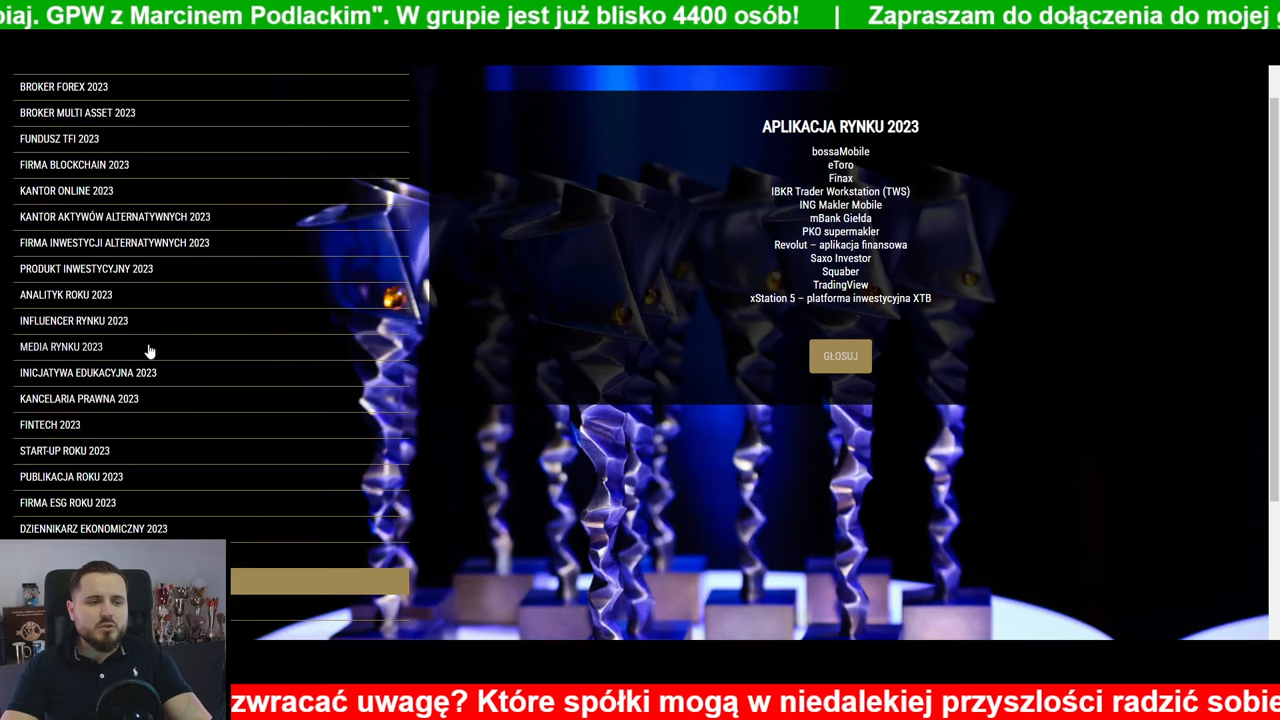 piaj. GPW z Marcinem Podlackim". W grupie jest już blisko 4400 osób! | Zapraszam do dołączenia do mojej
BROKER FOREX 2023
BROKER MULTI ASSET 2023
FUNDUSZ TFI 2023
FIRMA BLOCKCHAIN 2023
KANTOR ONLINE 2023
KANTOR AKTYWÓW ALTERNATYWNYCH 2023
FIRMA INWESTYCJI ALTERNATYWNYCH 2023
PRODUKT INWESTYCYJNY 2023
ANALITYK ROKU 2023
INFLUENCER RYNKU 2023
MEDIA RYNKU 2023
INICJATYWA EDUKACYJNA 2023
KANCELARIA PRAWNA 2023
FINTECH 2023
START-UP ROKU 2023
PUBLIKACJA ROKU 2023
FIRMA ESG ROKU 2023
DZIENNIKARZ EKONOMICZNY 2023
APLIKACJA RYNKU 2023
bossaMobile
eToro
Finax
IBKR Trader Workstation (TWS)
ING Makler Mobile
mBank Giełda
PKO supermakler
Revolut – aplikacja finansowa
Saxo Investor
Squaber
TradingView
xStation 5 – platforma inwestycyjna XTB
GŁOSUJ
zwracać uwagę? Które spółki mogą w niedalekiej przyszłości radzić sobie